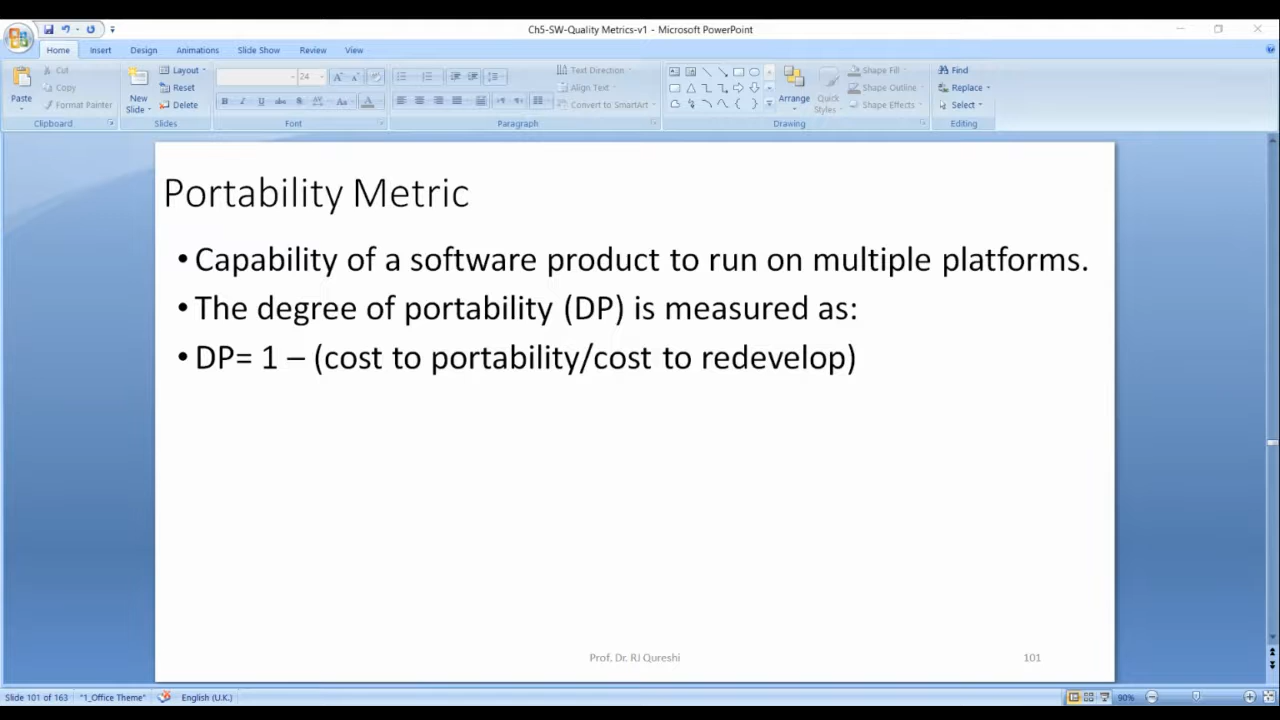 Ch5-SW-Quality Metrics-v1 - Microsoft PowerPoint
Home Insert Design Animations Slide Show Review View
Paste
Cut
Copy
Format Painter
Clipboard
New Slide
Layout
Reset
Delete
Slides
24
B I U abc S AV Aa A
Font
Text Direction
Align Text
Convert to SmartArt
Paragraph
Arrange
Quick Styles
Shape Fill
Shape Outline
Shape Effects
Drawing
Find
Replace
Select
Editing
Portability Metric
• Capability of a software product to run on multiple platforms.
• The degree of portability (DP) is measured as:
• DP= 1 – (cost to portability/cost to redevelop)
Prof. Dr. RJ Qureshi 101
Slide 101 of 163 "1_Office Theme" English (U.K.) 90%